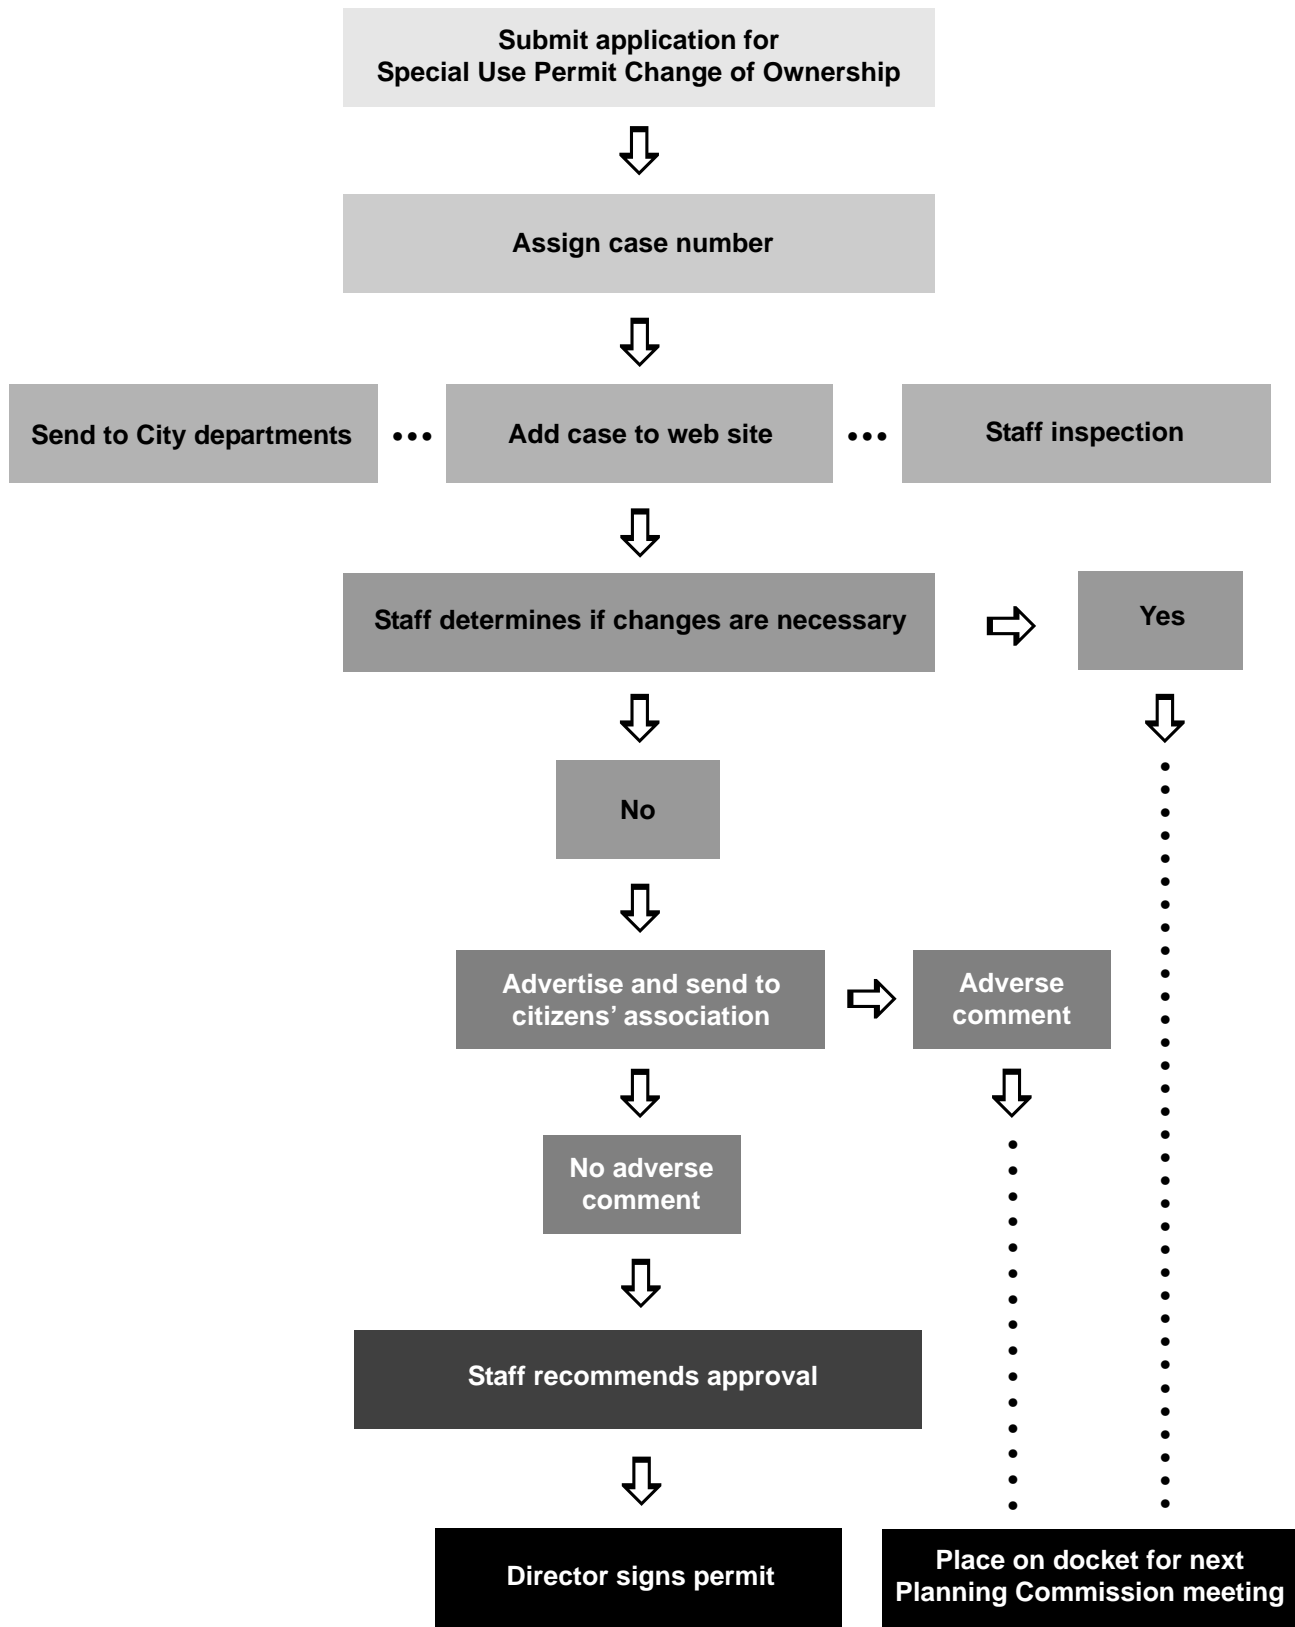 Submit application for
Special Use Permit Change of Ownership
Assign case number
Send to City departments
Add case to web site
Staff inspection
Staff determines if changes are necessary
Yes
No
Advertise and send to
citizens’ association
Adverse
comment
No adverse
comment
Staff recommends approval
Director signs permit
Place on docket for next
Planning Commission meeting